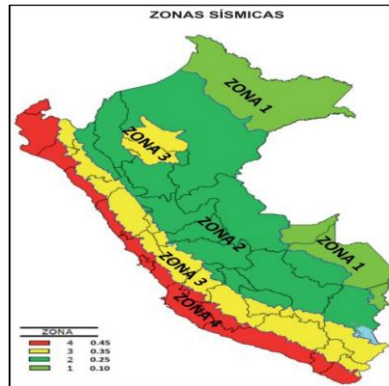 ZONAS SÍSMICAS
ZONA 1
ZONA 3
ZONA 2
ZONA 1
ZONA 3
ZONA 4
ZONA
4 0.45
3 0.35
2 0.25
1 0.10